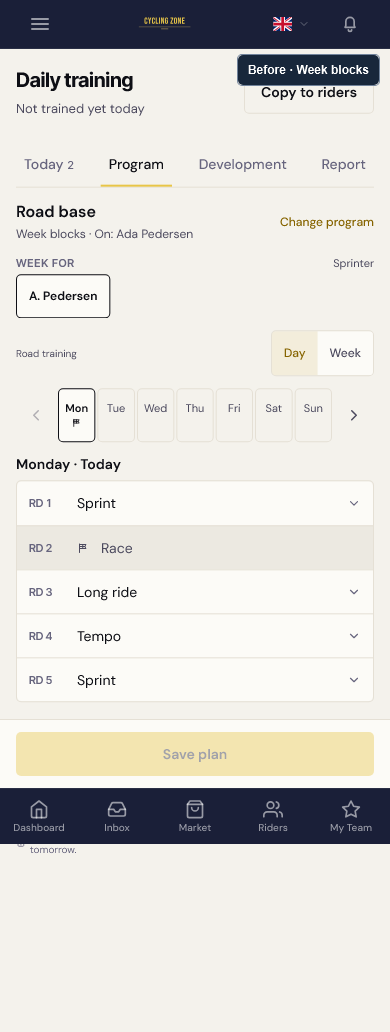 CYCLING ZONE
Before · Week blocks
Daily training
Copy to riders
Not trained yet today
Today 2
Program
Development
Report
Road base
Week blocks · On: Ada Pedersen
Change program
WEEK FOR
Sprinter
A. Pedersen
Road training
Day
Week
Mon
Tue
Wed
Thu
Fri
Sat
Sun
Monday · Today
RD 1 Sprint
RD 2 Race
RD 3 Long ride
RD 4 Tempo
RD 5 Sprint
Save plan
Dashboard
Inbox
Market
Riders
My Team
tomorrow.